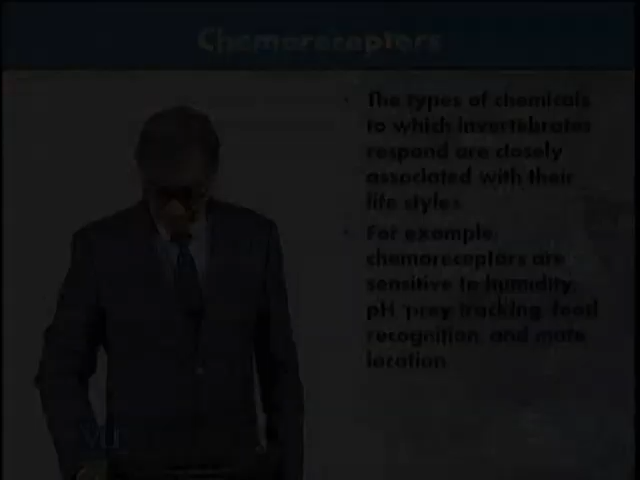 Chemoreceptors
• The types of chemicals
to which invertebrates
respond are closely
associated with their
life styles
• For example,
chemoreceptors are
sensitive to humidity,
pH, prey tracking, food
recognition, and mate
location
VU